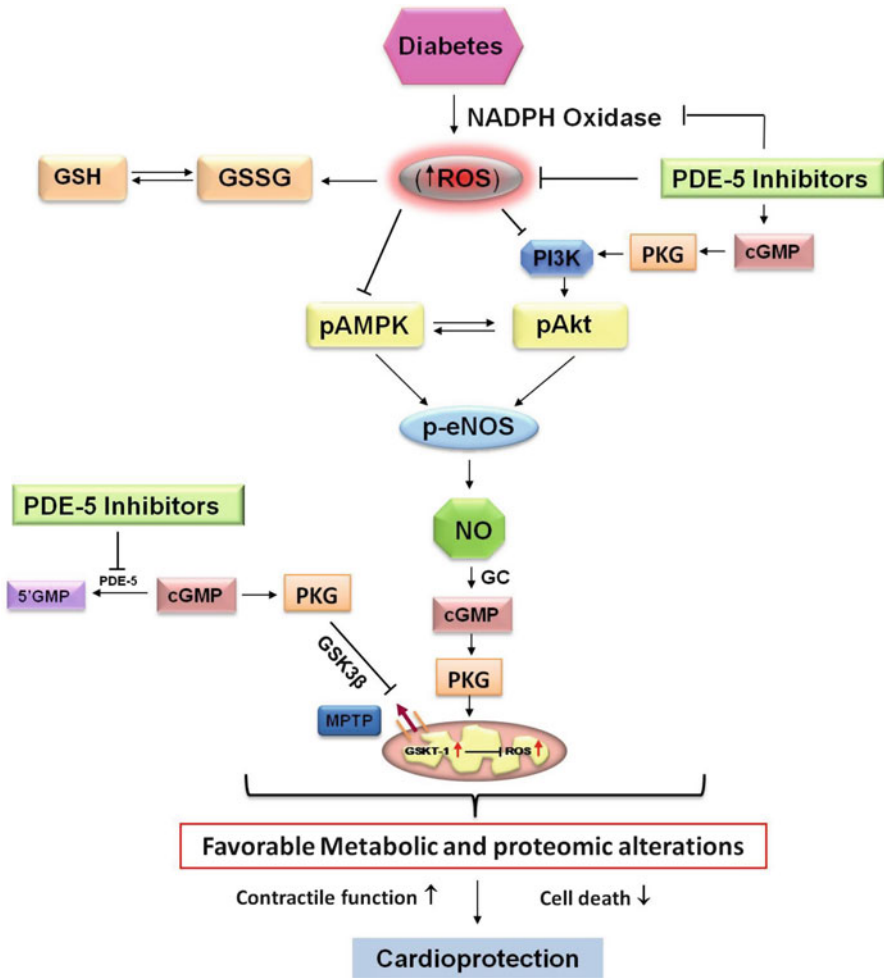 Diabetes
NADPH Oxidase
GSH
GSSG
(↑ROS)
PDE-5 Inhibitors
PI3K
PKG
cGMP
pAMPK
pAkt
p-eNOS
PDE-5 Inhibitors
NO
PDE-5
GC
5'GMP
cGMP
PKG
cGMP
GSK3β
PKG
MPTP
GSKT-1 ↑
ROS ↑
Favorable Metabolic and proteomic alterations
Contractile function ↑
Cell death ↓
Cardioprotection